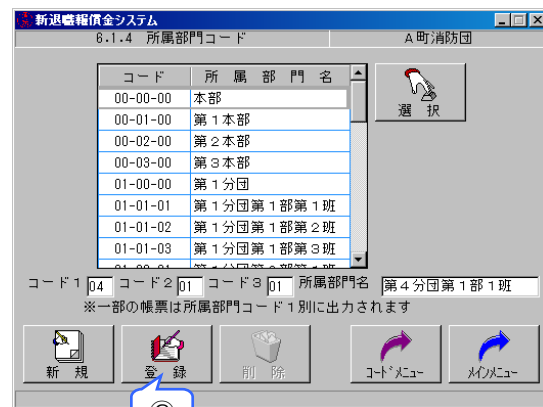 新退職報償金システム
6.1.4 所属部門コード A町消防団
コード 所 属 部 門 名
00-00-00 本部
00-01-00 第１本部
00-02-00 第２本部
00-03-00 第３本部
01-00-00 第１分団
01-01-01 第１分団第１部第１班
01-01-02 第１分団第１部第２班
01-01-03 第１分団第１部第３班
選 択
コード１ 04 コード２ 01 コード３ 01 所属部門名 第４分団第１部１班
※一部の帳票は所属部門コード１別に出力されます
新 規 登 録 削 除 コードメニュー メインメニュー